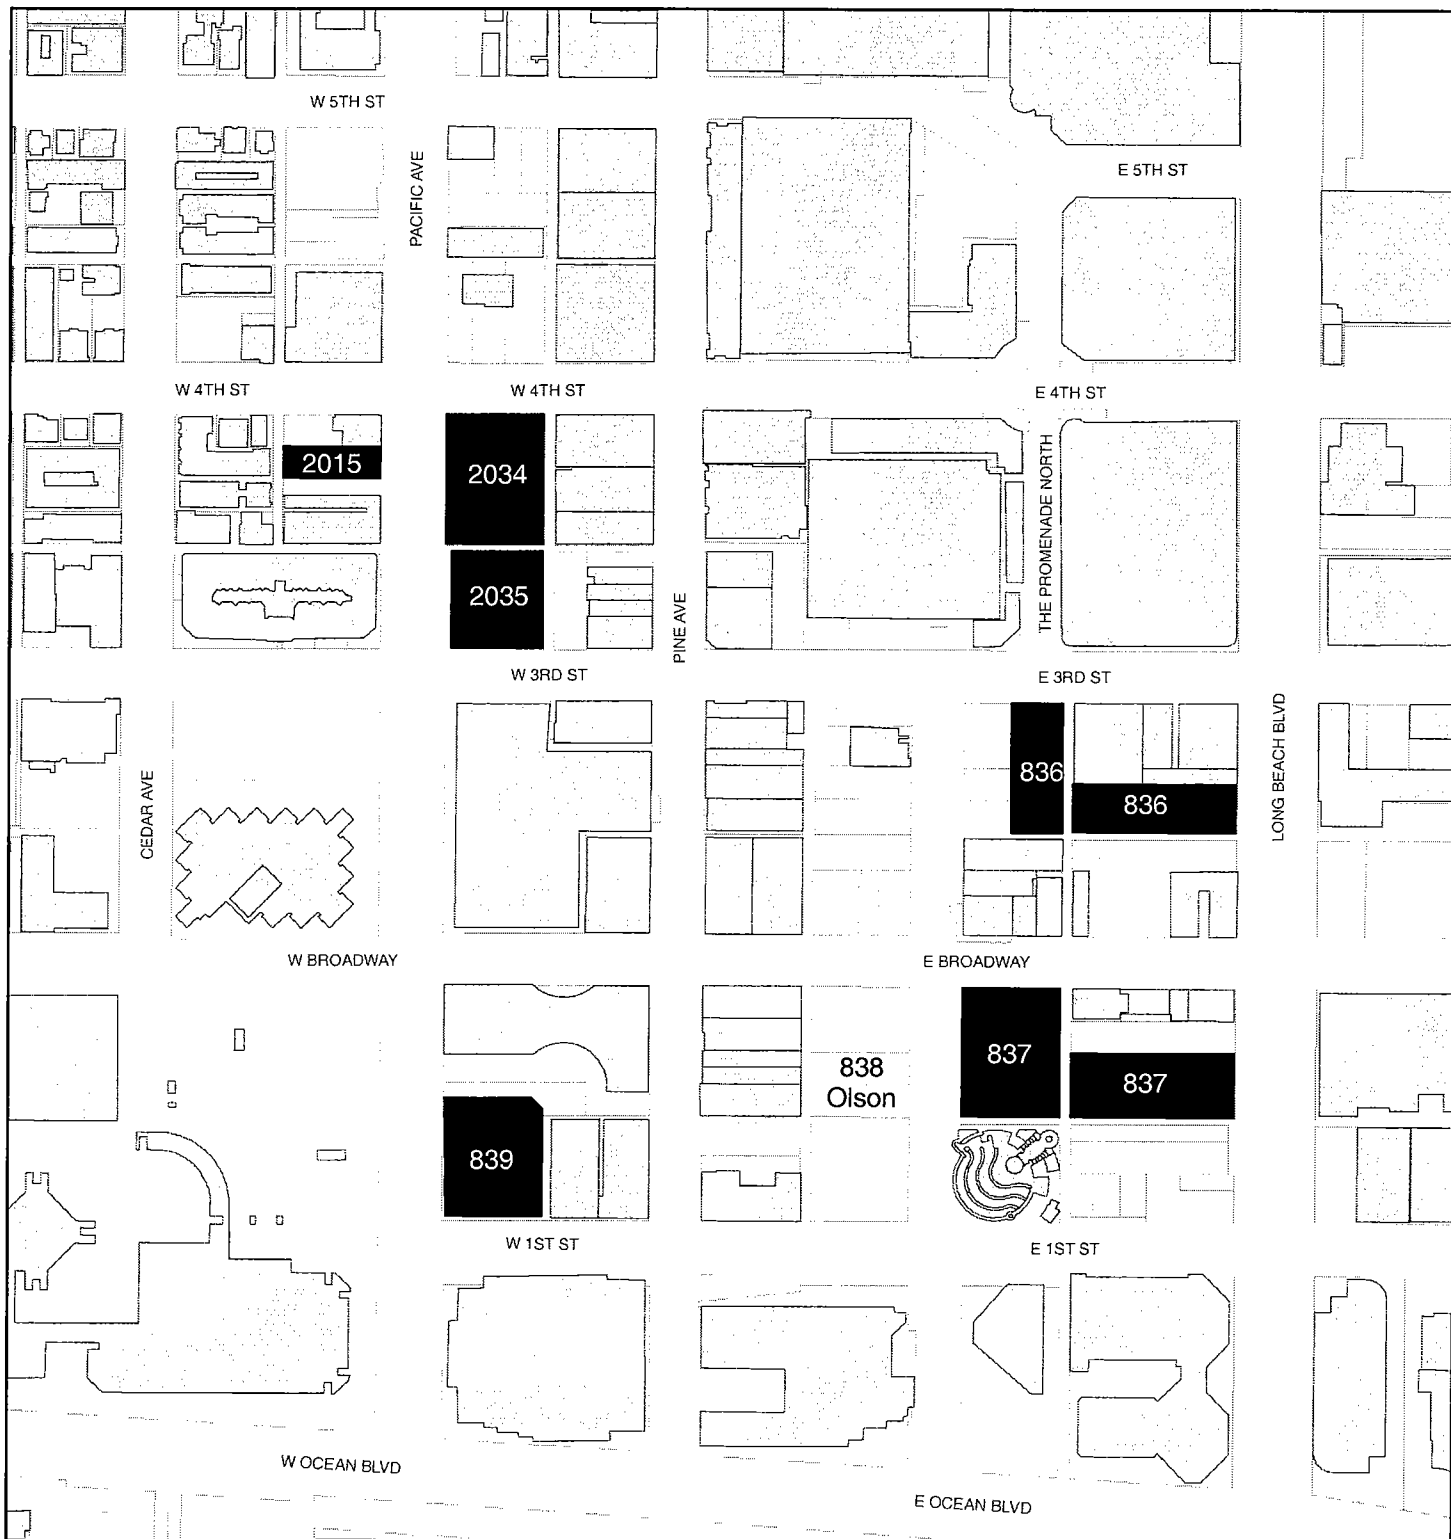 W 5TH ST
PACIFIC AVE
E 5TH ST
W 4TH ST
W 4TH ST
E 4TH ST
2015
2034
THE PROMENADE NORTH
2035
PINE AVE
W 3RD ST
E 3RD ST
836
836
LONG BEACH BLVD
CEDAR AVE
W BROADWAY
E BROADWAY
838
Olson
837
837
839
W 1ST ST
E 1ST ST
W OCEAN BLVD
E OCEAN BLVD